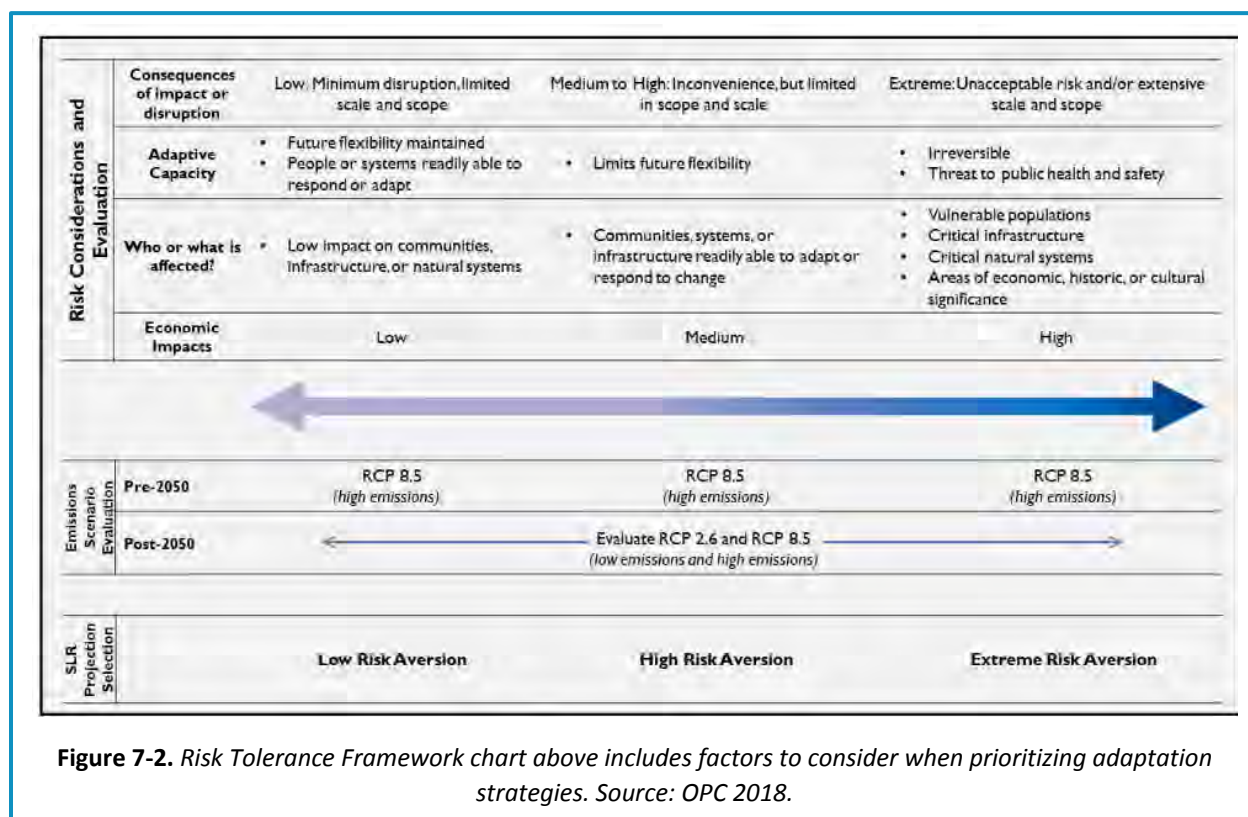 Risk Considerations and
Evaluation
Consequences
of impact or
disruption
Low: Minimum disruption, limited
scale and scope
Medium to High: Inconvenience, but limited
in scope and scale
Extreme: Unacceptable risk and/or extensive
scale and scope
Adaptive
Capacity
• Future flexibility maintained
• People or systems readily able to
respond or adapt
• Limits future flexibility
• Irreversible
• Threat to public health and safety
Who or what is
affected?
• Low impact on communities,
infrastructure, or natural systems
• Communities, systems, or
infrastructure readily able to adapt or
respond to change
• Vulnerable populations
• Critical infrastructure
• Critical natural systems
• Areas of economic, historic, or cultural
significance
Economic
Impacts
Low
Medium
High
Emissions
Scenario
Evaluation
Pre-2050
RCP 8.5
(high emissions)
RCP 8.5
(high emissions)
RCP 8.5
(high emissions)
Post-2050
Evaluate RCP 2.6 and RCP 8.5
(low emissions and high emissions)
SLR
Projection
Selection
Low Risk Aversion
High Risk Aversion
Extreme Risk Aversion
Figure 7-2. Risk Tolerance Framework chart above includes factors to consider when prioritizing adaptation
strategies. Source: OPC 2018.